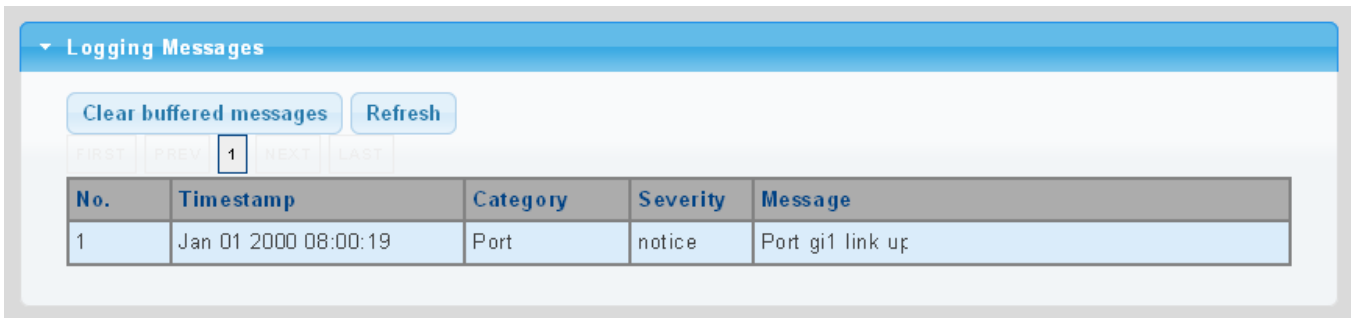 Logging Messages
Clear buffered messages Refresh
FIRST PREV 1 NEXT LAST
No. Timestamp Category Severity Message
1 Jan 01 2000 08:00:19 Port notice Port gi1 link up